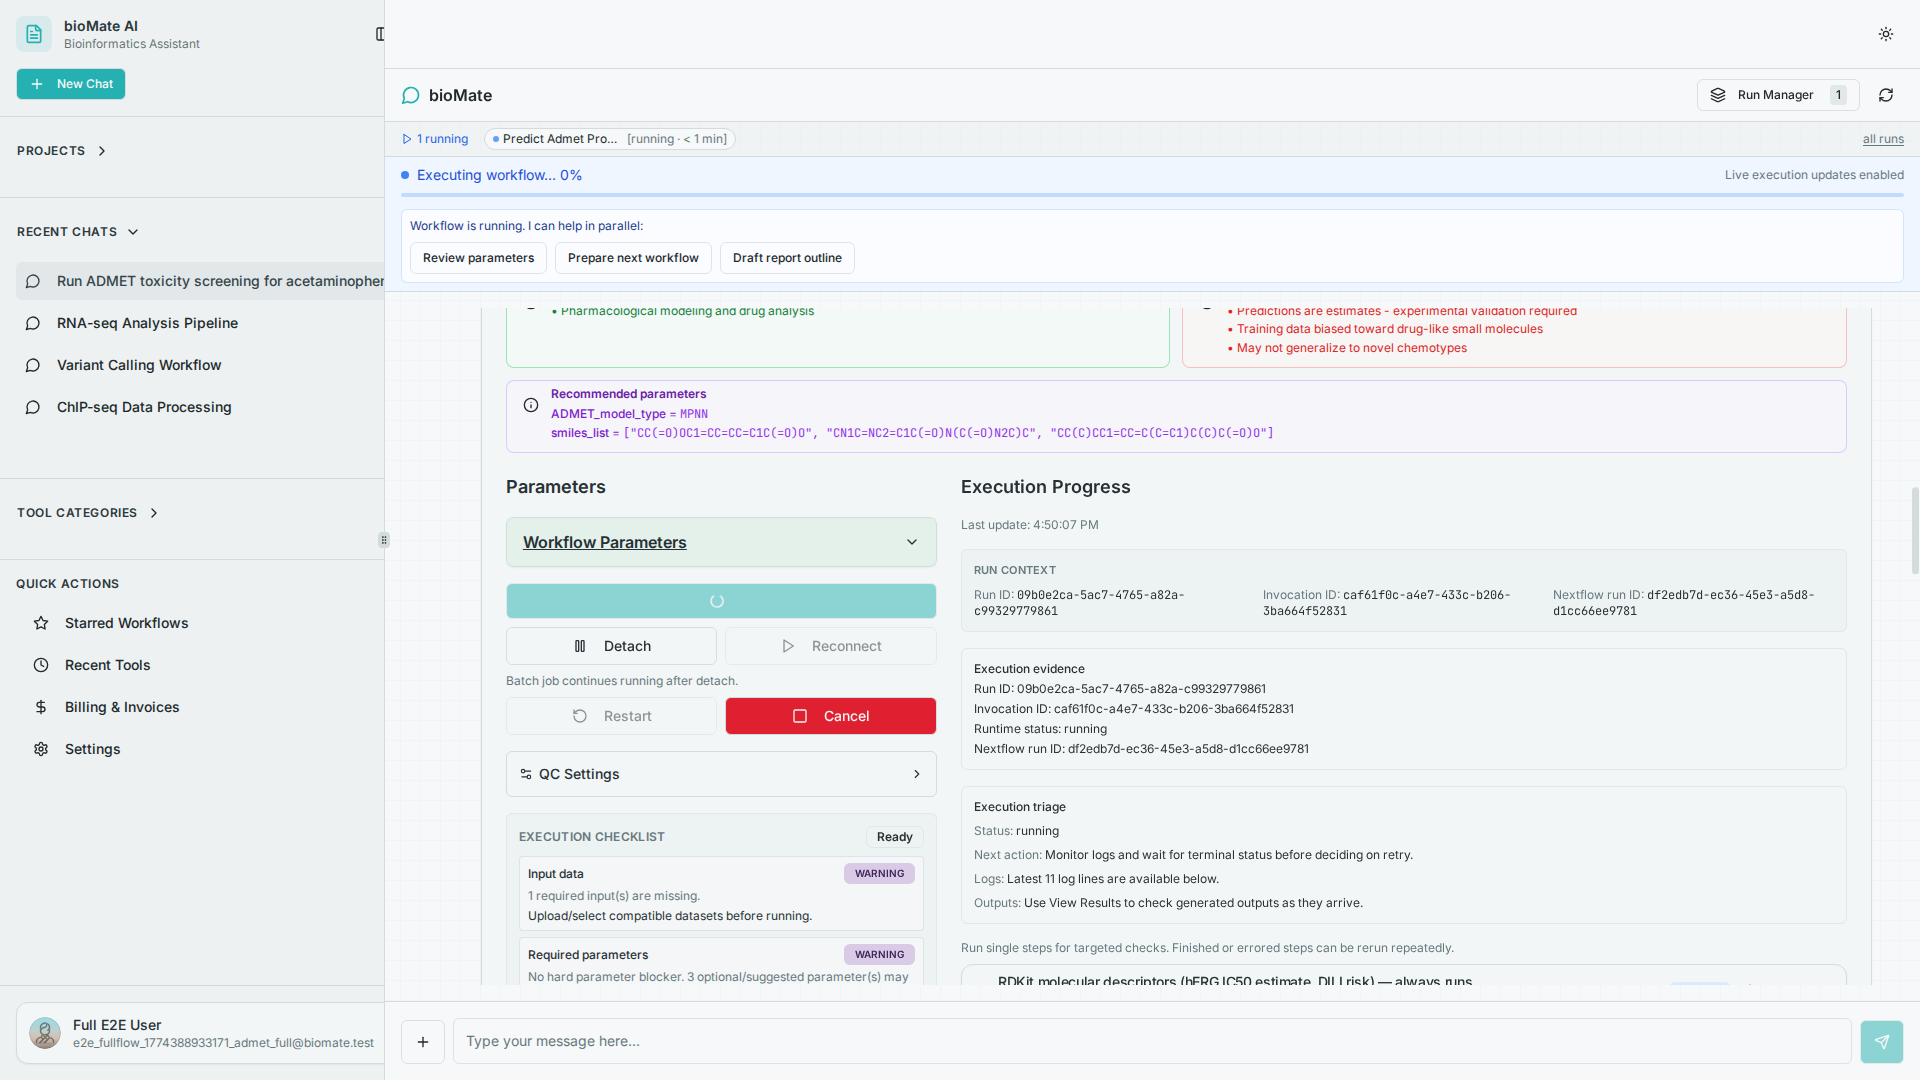 bioMate AI
Bioinformatics Assistant
New Chat
PROJECTS
RECENT CHATS
Run ADMET toxicity screening for acetaminophen
RNA-seq Analysis Pipeline
Variant Calling Workflow
ChIP-seq Data Processing
TOOL CATEGORIES
QUICK ACTIONS
Starred Workflows
Recent Tools
Billing & Invoices
Settings
Full E2E User
e2e_fullflow_1774388933171_admet_full@biomate.test
bioMate
Run Manager 1
1 running
Predict Admet Pro... [running · < 1 min]
all runs
Executing workflow... 0%
Live execution updates enabled
Workflow is running. I can help in parallel:
Review parameters
Prepare next workflow
Draft report outline
• Pharmacological modeling and drug analysis
• Predictions are estimates - experimental validation required
• Training data biased toward drug-like small molecules
• May not generalize to novel chemotypes
Recommended parameters
ADMET_model_type = MPNN
smiles_list = ["CC(=O)OC1=CC=CC=C1C(=O)O", "CN1C=NC2=C1C(=O)N(C(=O)N2C)C", "CC(C)CC1=CC=C(C=C1)C(C)C(=O)O"]
Parameters
Workflow Parameters
Detach
Reconnect
Batch job continues running after detach.
Restart
Cancel
QC Settings
EXECUTION CHECKLIST
Ready
Input data
WARNING
1 required input(s) are missing.
Upload/select compatible datasets before running.
Required parameters
WARNING
No hard parameter blocker. 3 optional/suggested parameter(s) may
Execution Progress
Last update: 4:50:07 PM
RUN CONTEXT
Run ID: 09b0e2ca-5ac7-4765-a82a-
c99329779861
Invocation ID: caf61f0c-a4e7-433c-b206-
3ba664f52831
Nextflow run ID: df2edb7d-ec36-45e3-a5d8-
d1cc66ee9781
Execution evidence
Run ID: 09b0e2ca-5ac7-4765-a82a-c99329779861
Invocation ID: caf61f0c-a4e7-433c-b206-3ba664f52831
Runtime status: running
Nextflow run ID: df2edb7d-ec36-45e3-a5d8-d1cc66ee9781
Execution triage
Status: running
Next action: Monitor logs and wait for terminal status before deciding on retry.
Logs: Latest 11 log lines are available below.
Outputs: Use View Results to check generated outputs as they arrive.
Run single steps for targeted checks. Finished or errored steps can be rerun repeatedly.
RDKit molecular descriptors (hERG IC50 estimate, DILI risk) — always runs
Type your message here...